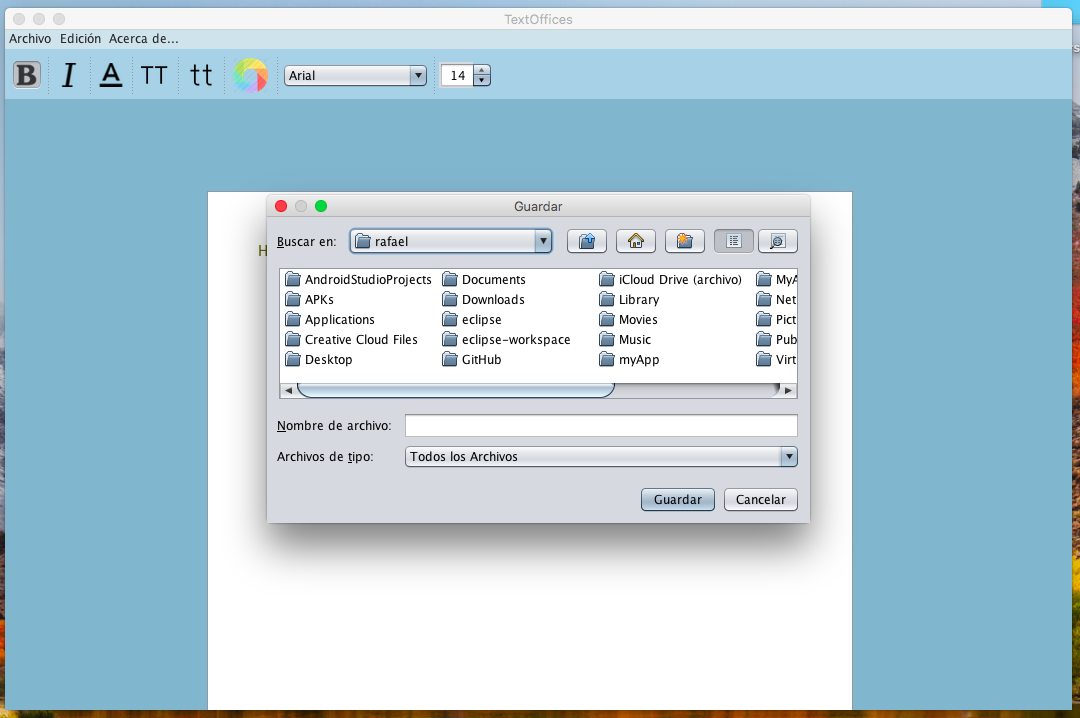 TextOffices
Archivo Edición Acerca de...
B I A TT tt Arial 14
H
Guardar
Buscar en: rafael
AndroidStudioProjects Documents iCloud Drive (archivo) MyA
APKs Downloads Library Net
Applications eclipse Movies Pict
Creative Cloud Files eclipse-workspace Music Pub
Desktop GitHub myApp Virt
Nombre de archivo:
Archivos de tipo: Todos los Archivos
Guardar Cancelar